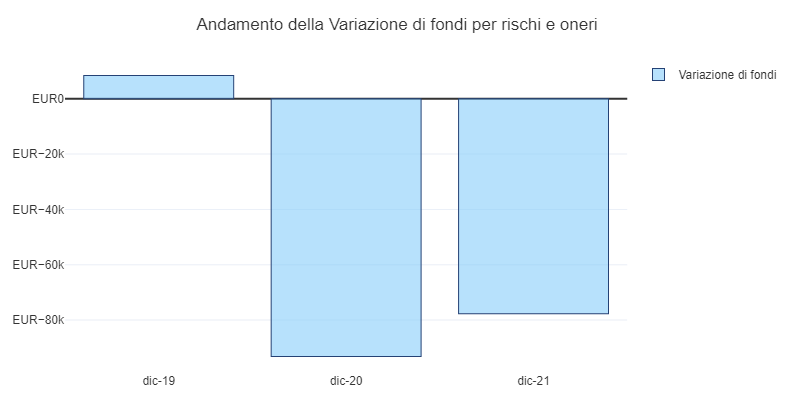 Andamento della Variazione di fondi per rischi e oneri
Variazione di fondi
EUR0
EUR−20k
EUR−40k
EUR−60k
EUR−80k
dic-19
dic-20
dic-21